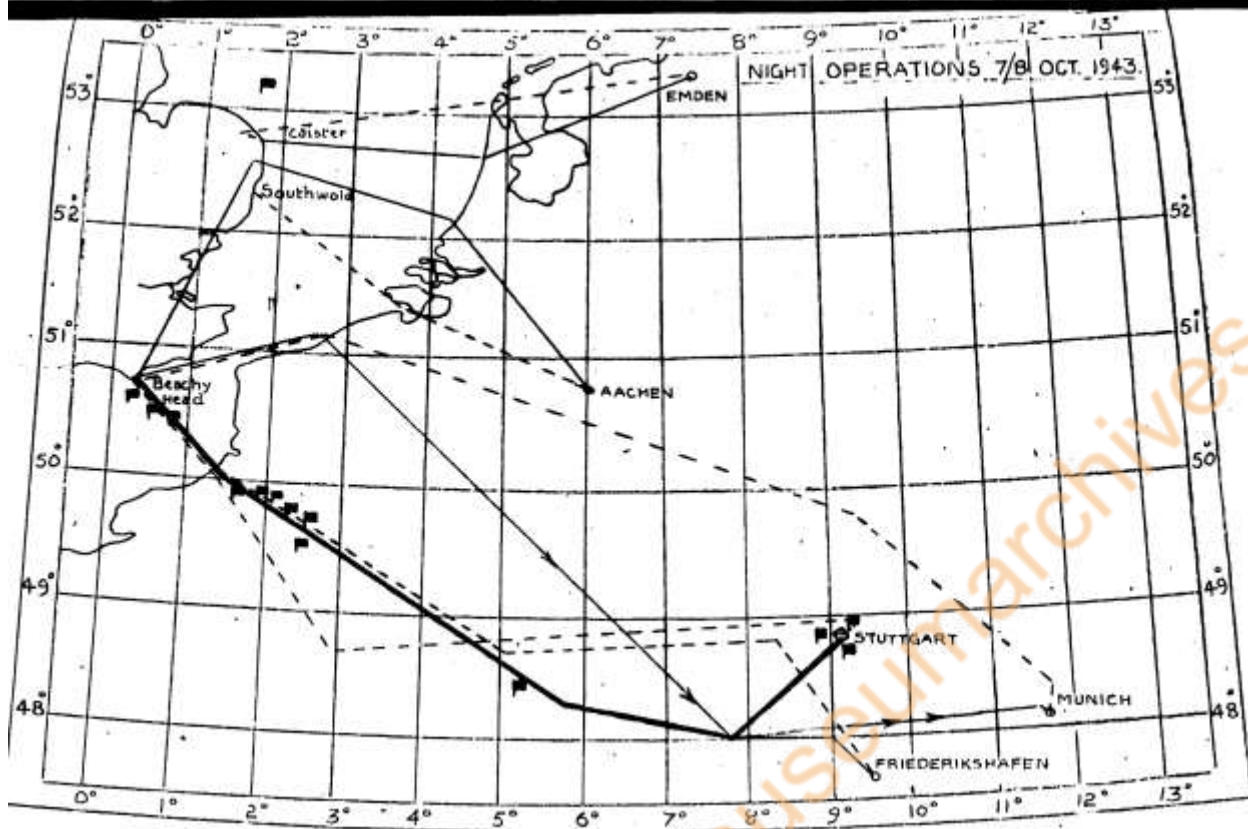 0° 1° 2° 3° 4° 5° 6° 7° 8° 9° 10° 11° 12° 13°
NIGHT OPERATIONS 7/8 OCT. 1943.
53° 53°
EMDEN
Caister
Southwold
52° 52°
51° 51°
Beachy
Head
AACHEN
50° 50°
49° 49°
STUTTGART
MUNICH
48° 48°
FRIEDERIKSHAFEN
0° 1° 2° 3° 4° 5° 6° 7° 8° 9° 10° 11° 12° 13°
museumarchives